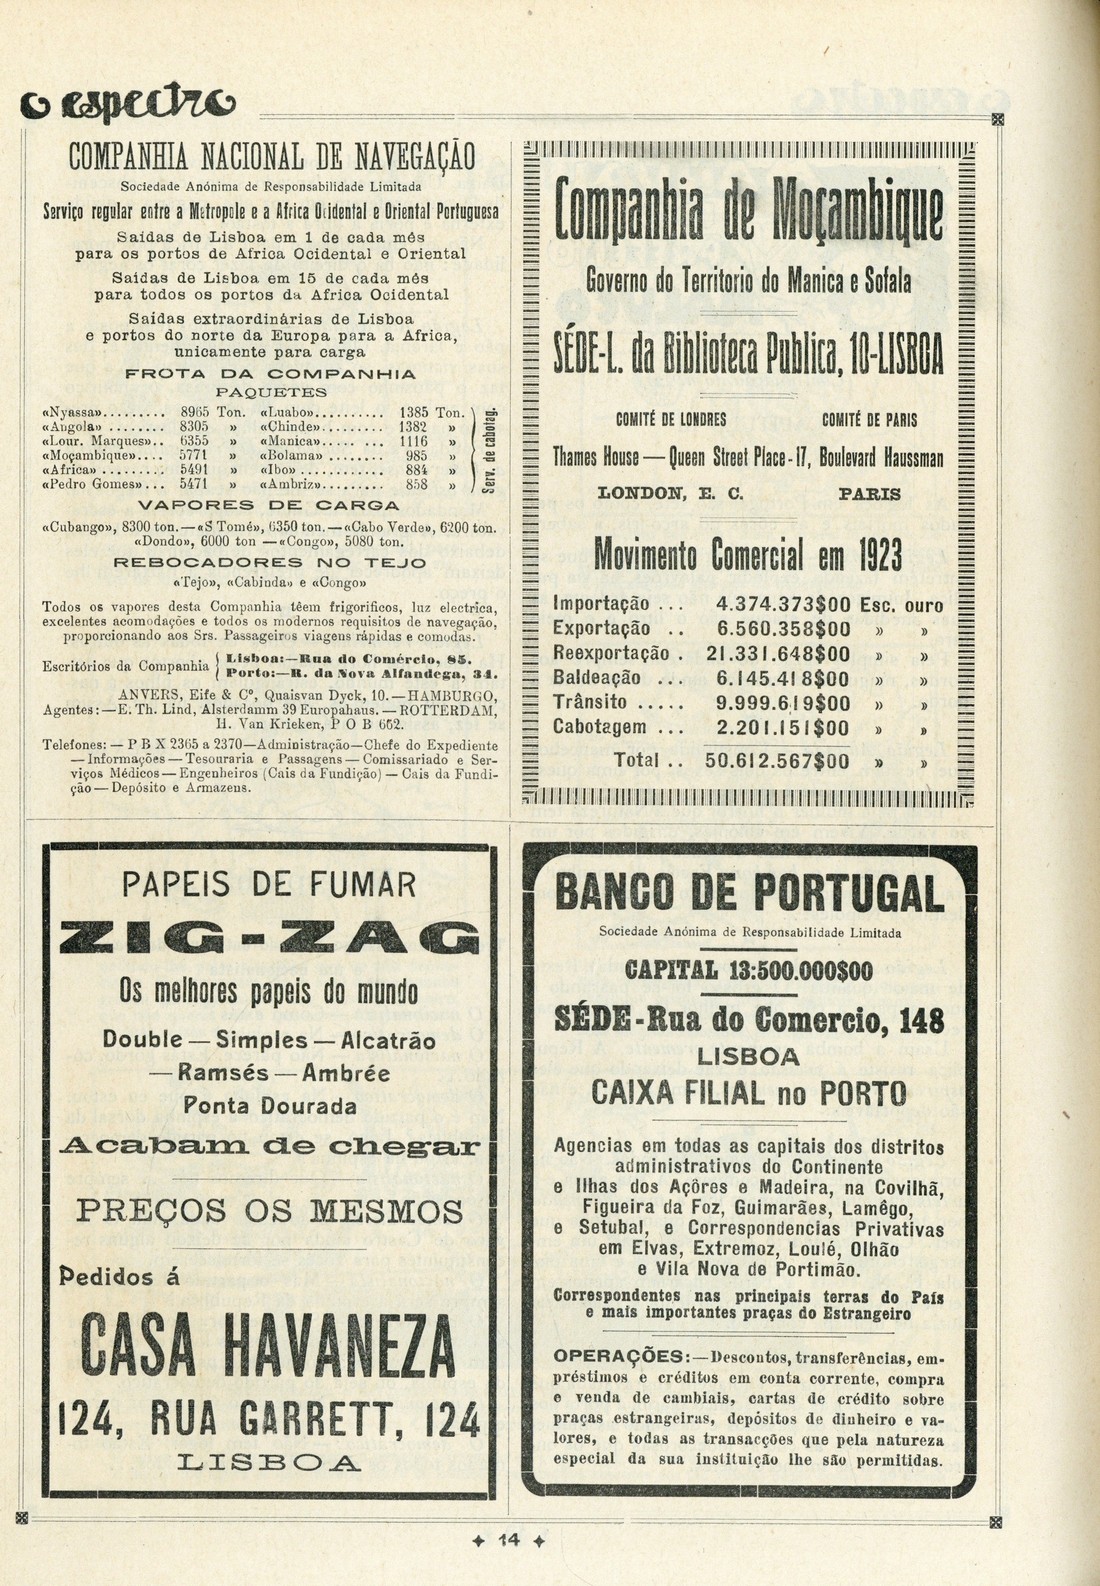 O espectro
COMPANHIA NACIONAL DE NAVEGAÇÃO
Sociedade Anónima de Responsabilidade Limitada
Serviço regular entre a Metropole e a Africa Ocidental e Oriental Portuguesa
Saídas de Lisboa em 1 de cada mês
para os portos de Africa Ocidental e Oriental
Saídas de Lisboa em 15 de cada mês
para todos os portos da Africa Ocidental
Saídas extraordinárias de Lisboa
e portos do norte da Europa para a Africa,
unicamente para carga
FROTA DA COMPANHIA
PAQUETES
«Nyassa»......... 8965 Ton. «Luabo».......... 1385 Ton.
«Angola» ........ 8305 » «Chinde»......... 1382 »
«Lour. Marques».. 6355 » «Manica»..... ... 1116 »
«Moçambique».... 5771 » «Bolama» ........ 985 »
«Africa» ......... 5491 » «Ibo» ............ 884 »
«Pedro Gomes»... 5471 » «Ambriz»......... 858 »
Serv. de cabotag.
VAPORES DE CARGA
«Cubango», 8300 ton.—«S Tomé», 6350 ton.—«Cabo Verde», 6200 ton.
«Dondo», 6000 ton —«Congo», 5080 ton.
REBOCADORES NO TEJO
«Tejo», «Cabinda» e «Congo»
Todos os vapores desta Companhia têem frigorificos, luz electrica,
excelentes acomodações e todos os modernos requisitos de navegação,
proporcionando aos Srs. Passageiros viagens rápidas e comodas.
Escritórios da Companhia { Lisboa:—Rua do Comércio, 85.
Porto:—R. da Nova Alfandega, 34.
ANVERS, Eife & Cº, Quaisvan Dyck, 10.—HAMBURGO,
Agentes:—E. Th. Lind, Alsterdamm 39 Europahaus.—ROTTERDAM,
H. Van Krieken, P O B 662.
Telefones: — P B X 2365 a 2370—Administração—Chefe do Expediente
—Informações—Tesouraria e Passagens—Comissariado e Ser-
viços Médicos—Engenheiros (Cais da Fundição) — Cais da Fundi-
ção—Depósito e Armazens.
Companhia de Moçambique
Governo do Territorio do Manica e Sofala
SÉDE-L. da Biblioteca Publica, 10-LISBOA
COMITÉ DE LONDRES COMITÉ DE PARIS
Thames House — Queen Street Place-17, Boulevard Haussman
LONDON, E. C. PARIS
Movimento Comercial em 1923
Importação ... 4.374.373$00 Esc. ouro
Exportação .. 6.560.358$00 » »
Reexportação . 21.331.648$00 » »
Baldeação ... 6.145.418$00 » »
Trânsito ..... 9.999.619$00 » »
Cabotagem ... 2.201.151$00 » »
Total .. 50.612.567$00 » »
PAPEIS DE FUMAR
ZIG-ZAG
Os melhores papeis do mundo
Double — Simples — Alcatrão
— Ramsés — Ambrée
Ponta Dourada
Acabam de chegar
PREÇOS OS MESMOS
Pedidos á
CASA HAVANEZA
124, RUA GARRETT, 124
LISBOA
BANCO DE PORTUGAL
Sociedade Anónima de Responsabilidade Limitada
CAPITAL 13:500.000$00
SÉDE-Rua do Comercio, 148
LISBOA
CAIXA FILIAL no PORTO
Agencias em todas as capitais dos distritos
administrativos do Continente
e Ilhas dos Açôres e Madeira, na Covilhã,
Figueira da Foz, Guimarães, Lamêgo,
e Setubal, e Correspondencias Privativas
em Elvas, Extremoz, Loulé, Olhão
e Vila Nova de Portimão.
Correspondentes nas principais terras do País
e mais importantes praças do Estrangeiro
OPERAÇÕES:—Descontos, transferências, em-
préstimos e créditos em conta corrente, compra
e venda de cambiais, cartas de crédito sobre
praças estrangeiras, depósitos de dinheiro e va-
lores, e todas as transacções que pela natureza
especial da sua instituição lhe são permitidas.
14